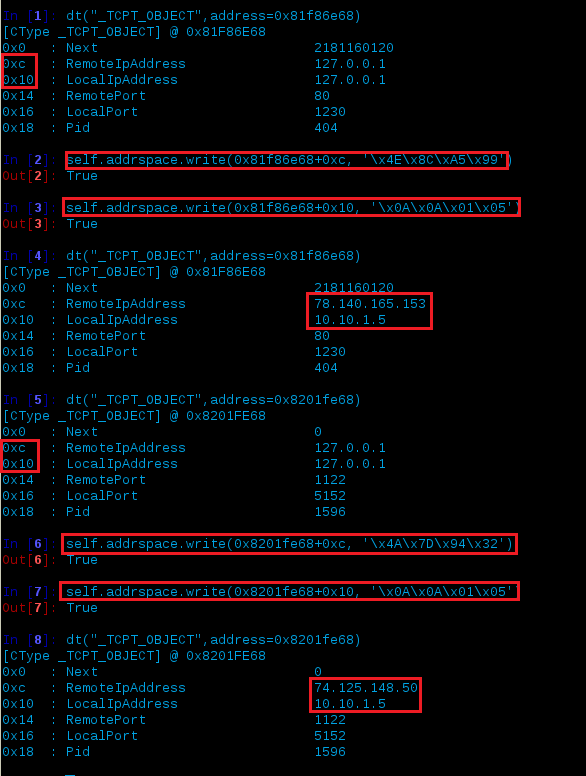 In [1]: dt("_TCPT_OBJECT",address=0x81f86e68)
[CType _TCPT_OBJECT] @ 0x81F86E68
0x0 : Next 2181160120
0xc : RemoteIpAddress 127.0.0.1
0x10 : LocalIpAddress 127.0.0.1
0x14 : RemotePort 80
0x16 : LocalPort 1230
0x18 : Pid 404
In [2]: self.addrspace.write(0x81f86e68+0xc, '\x4E\x8C\xA5\x99')
Out[2]: True
In [3]: self.addrspace.write(0x81f86e68+0x10, '\x0A\x0A\x01\x05')
Out[3]: True
In [4]: dt("_TCPT_OBJECT",address=0x81f86e68)
[CType _TCPT_OBJECT] @ 0x81F86E68
0x0 : Next 2181160120
0xc : RemoteIpAddress 78.140.165.153
0x10 : LocalIpAddress 10.10.1.5
0x14 : RemotePort 80
0x16 : LocalPort 1230
0x18 : Pid 404
In [5]: dt("_TCPT_OBJECT",address=0x8201fe68)
[CType _TCPT_OBJECT] @ 0x8201FE68
0x0 : Next 0
0xc : RemoteIpAddress 127.0.0.1
0x10 : LocalIpAddress 127.0.0.1
0x14 : RemotePort 1122
0x16 : LocalPort 5152
0x18 : Pid 1596
In [6]: self.addrspace.write(0x8201fe68+0xc, '\x4A\x7D\x94\x32')
Out[6]: True
In [7]: self.addrspace.write(0x8201fe68+0x10, '\x0A\x0A\x01\x05'
Out[7]: True
In [8]: dt("_TCPT_OBJECT",address=0x8201fe68)
[CType _TCPT_OBJECT] @ 0x8201FE68
0x0 : Next 0
0xc : RemoteIpAddress 74.125.148.50
0x10 : LocalIpAddress 10.10.1.5
0x14 : RemotePort 1122
0x16 : LocalPort 5152
0x18 : Pid 1596